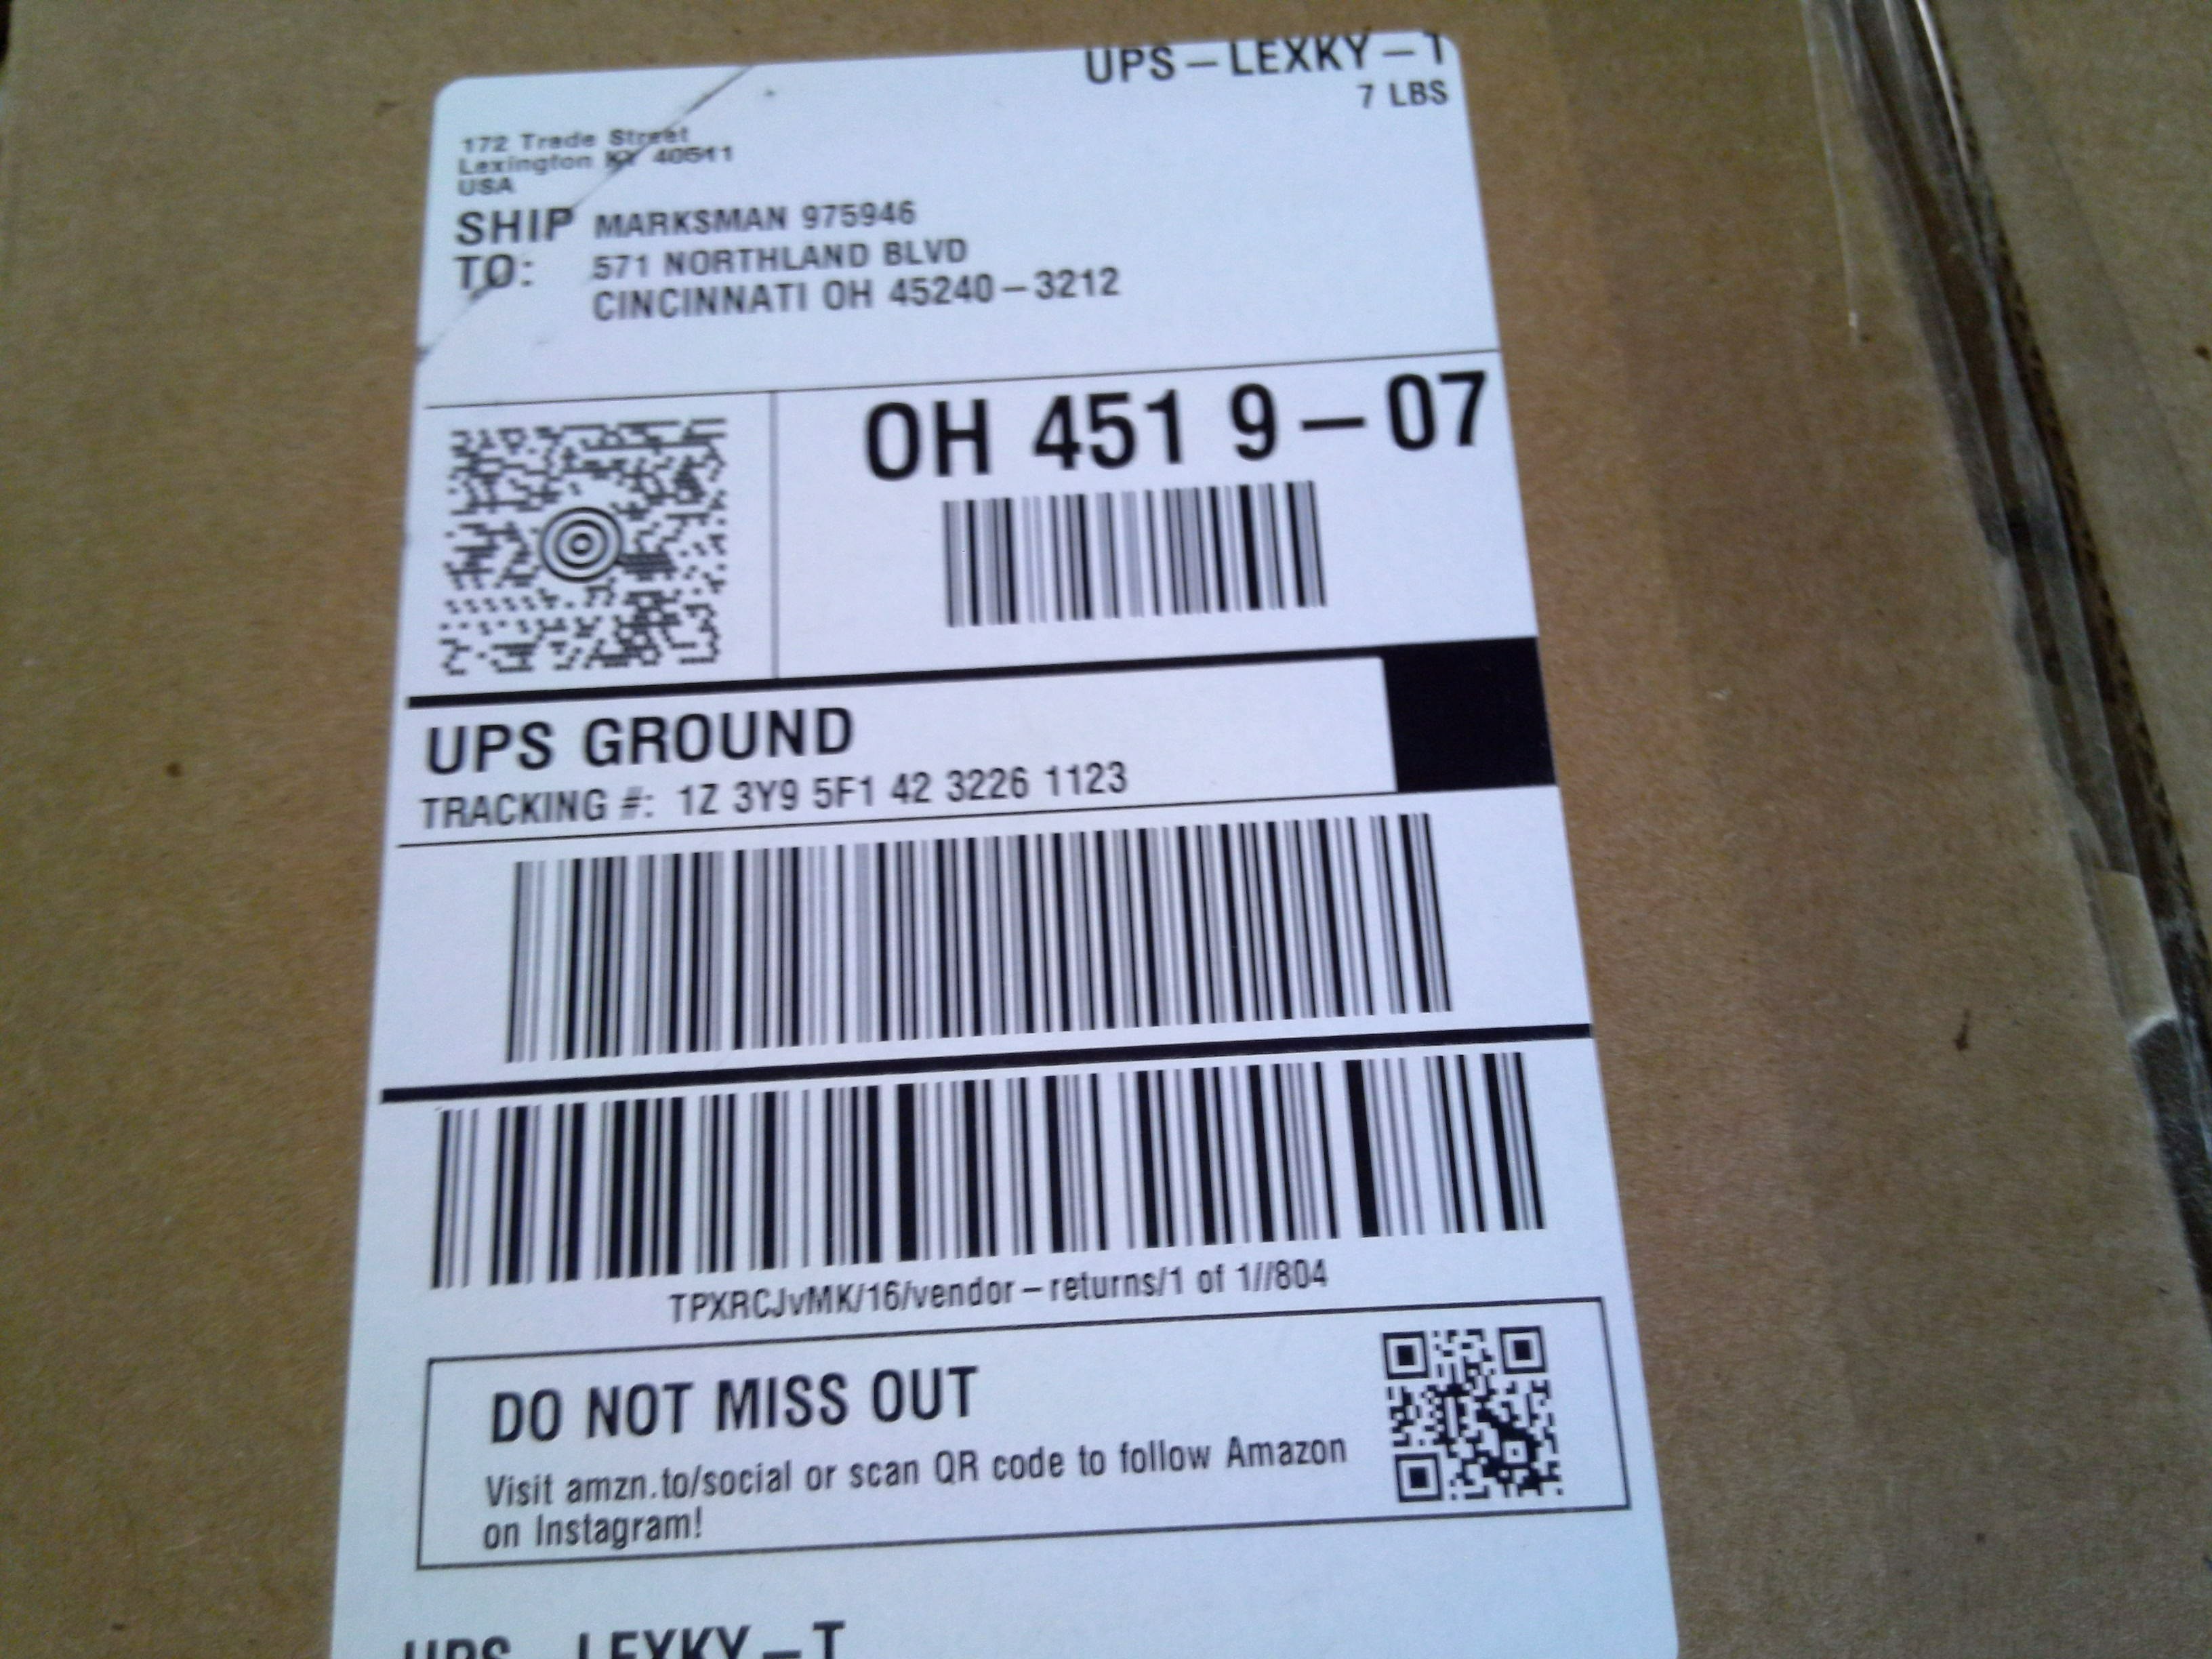 UPS – LEXKY – T
7 LBS
172 Trade Street
Lexington KY 40511
USA
SHIP TO: MARKSMAN 975946
571 NORTHLAND BLVD
CINCINNATI OH 45240 – 3212
OH 451 9 – 07
UPS GROUND
TRACKING #: 1Z 3Y9 5F1 42 3226 1123
TPXRCJvMK/16/vendor – returns/1 of 1//804
DO NOT MISS OUT
Visit amzn.to/social or scan QR code to follow Amazon
on Instagram!
UPS – LEXKY – T